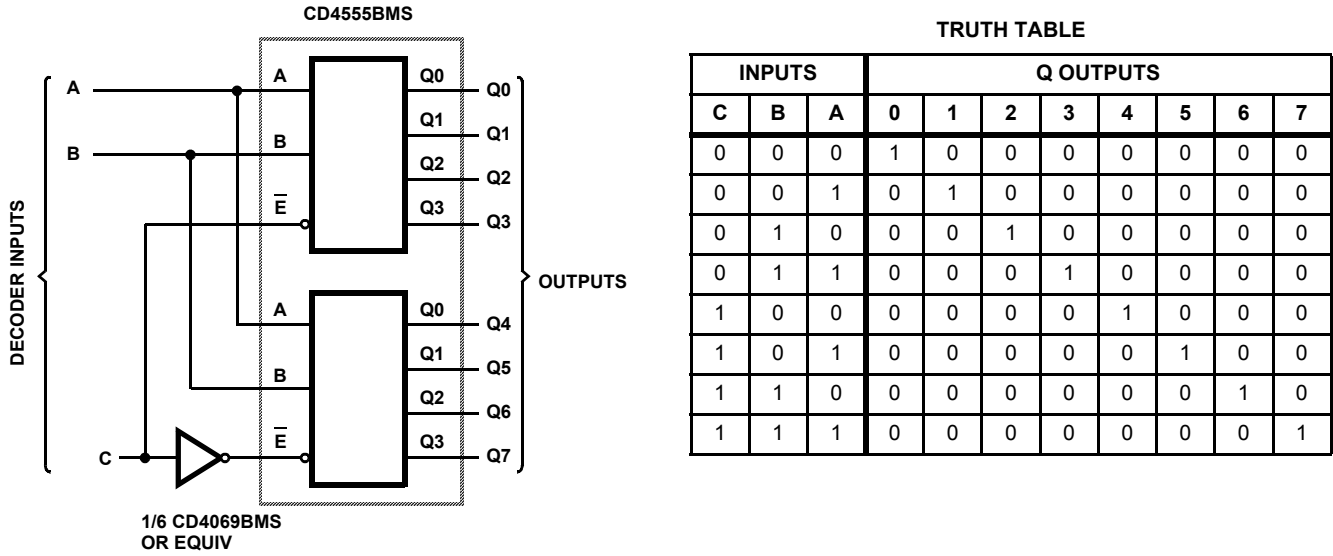 CD4555BMS
A
B
C
DECODER INPUTS
A
B
E
Q0
Q1
Q2
Q3
Q0
Q1
Q2
Q3
A
B
E
Q0
Q1
Q2
Q3
Q4
Q5
Q6
Q7
OUTPUTS
1/6 CD4069BMS
OR EQUIV
TRUTH TABLE
INPUTS Q OUTPUTS
C B A 0 1 2 3 4 5 6 7
0 0 0 1 0 0 0 0 0 0 0
0 0 1 0 1 0 0 0 0 0 0
0 1 0 0 0 1 0 0 0 0 0
0 1 1 0 0 0 1 0 0 0 0
1 0 0 0 0 0 0 1 0 0 0
1 0 1 0 0 0 0 0 1 0 0
1 1 0 0 0 0 0 0 0 1 0
1 1 1 0 0 0 0 0 0 0 1